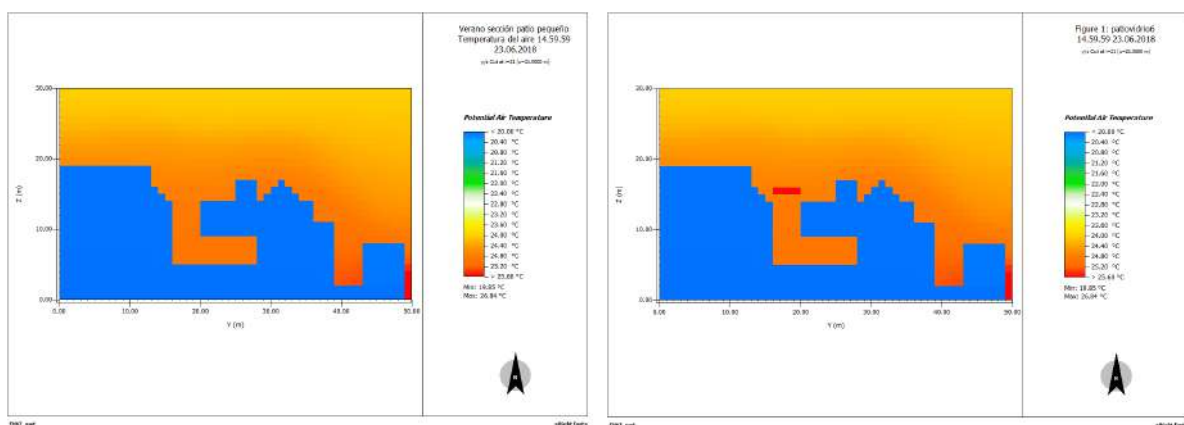 Verano sección patio pequeño
Temperatura del aire 14.59.59
23.06.2018
Potential Air Temperature
< 20.00 °C
20.40 °C
20.80 °C
21.20 °C
21.60 °C
22.00 °C
22.40 °C
22.80 °C
23.20 °C
23.60 °C
24.00 °C
24.40 °C
24.80 °C
25.20 °C
> 25.60 °C
Min: 19.85 °C
Max: 26.84 °C
Z (m)
30.00
20.00
10.00
0.00
0.00
10.00
20.00
30.00
40.00
50.00
Y (m)
N
Figure 1: patiovidrio6
14.59.59 23.06.2018
Potential Air Temperature
< 20.00 °C
20.40 °C
20.80 °C
21.20 °C
21.60 °C
22.00 °C
22.40 °C
22.80 °C
23.20 °C
23.60 °C
24.00 °C
24.40 °C
24.80 °C
25.20 °C
> 25.60 °C
Min: 19.85 °C
Max: 26.84 °C
Z (m)
30.00
20.00
10.00
0.00
0.00
10.00
20.00
30.00
40.00
50.00
Y (m)
N